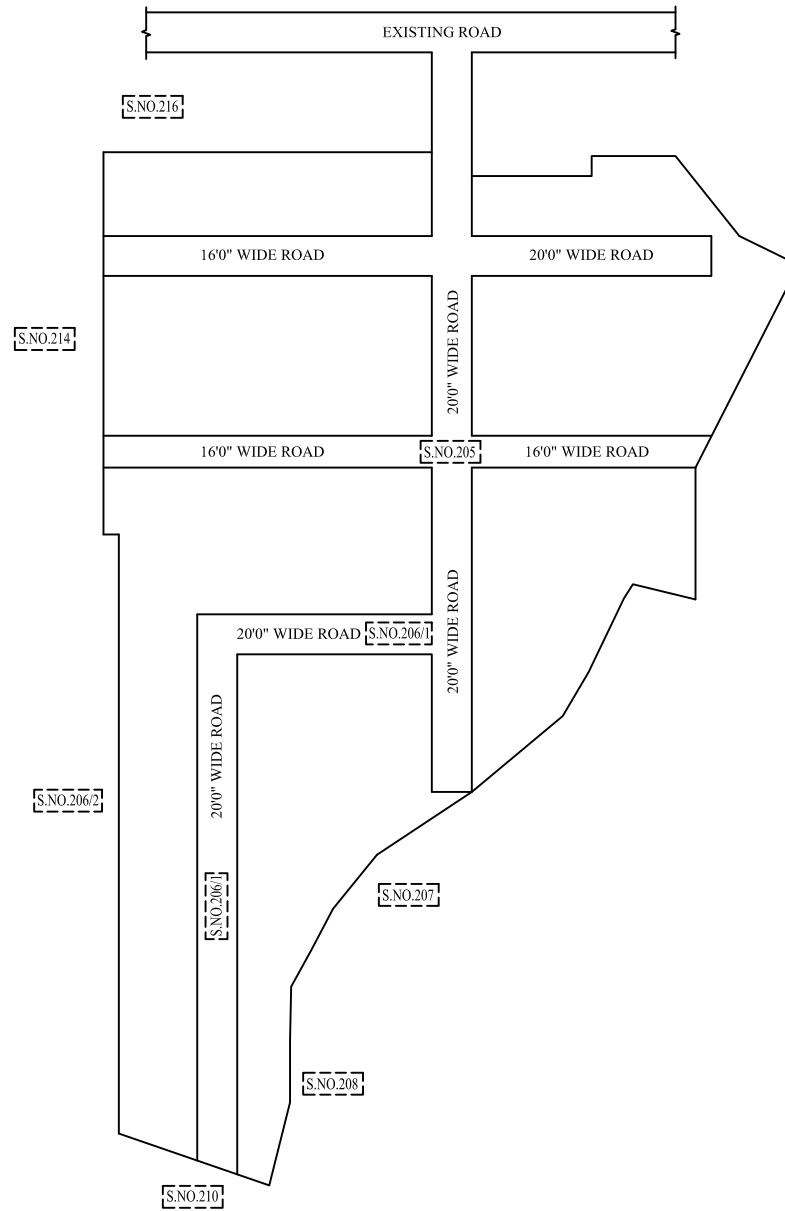 EXISTING ROAD
S.NO.216
16'0" WIDE ROAD
20'0" WIDE ROAD
S.NO.214
20'0" WIDE ROAD
16'0" WIDE ROAD
S.NO.205
16'0" WIDE ROAD
20'0" WIDE ROAD
S.NO.206/1
20'0" WIDE ROAD
20'0" WIDE ROAD
S.NO.206/2
S.NO.206/1
S.NO.207
S.NO.208
S.NO.210